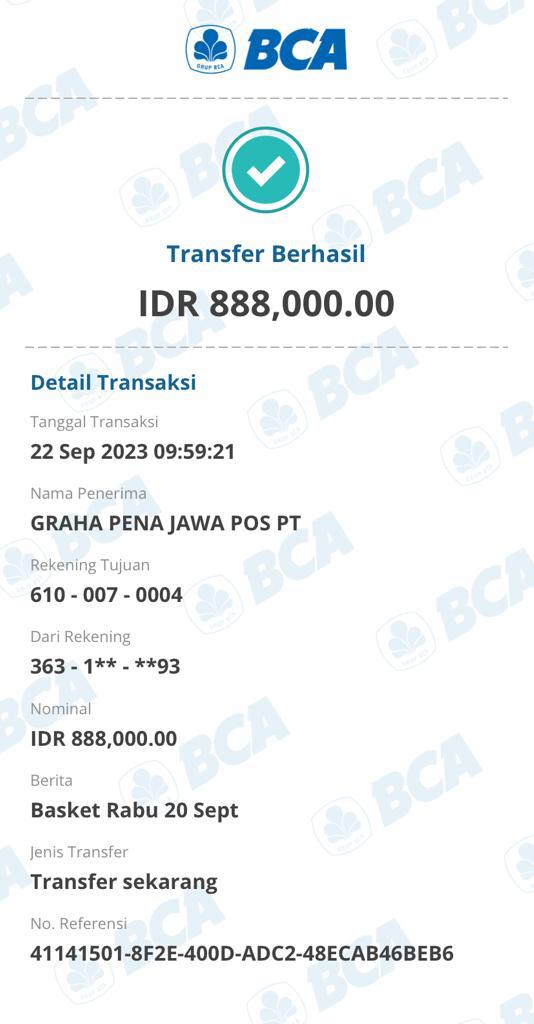 BCA
Transfer Berhasil
IDR 888,000.00
Detail Transaksi
Tanggal Transaksi
22 Sep 2023 09:59:21
Nama Penerima
GRAHA PENA JAWA POS PT
Rekening Tujuan
610 - 007 - 0004
Dari Rekening
363 - 1** - **93
Nominal
IDR 888,000.00
Berita
Basket Rabu 20 Sept
Jenis Transfer
Transfer sekarang
No. Referensi
41141501-8F2E-400D-ADC2-48ECAB46BEB6